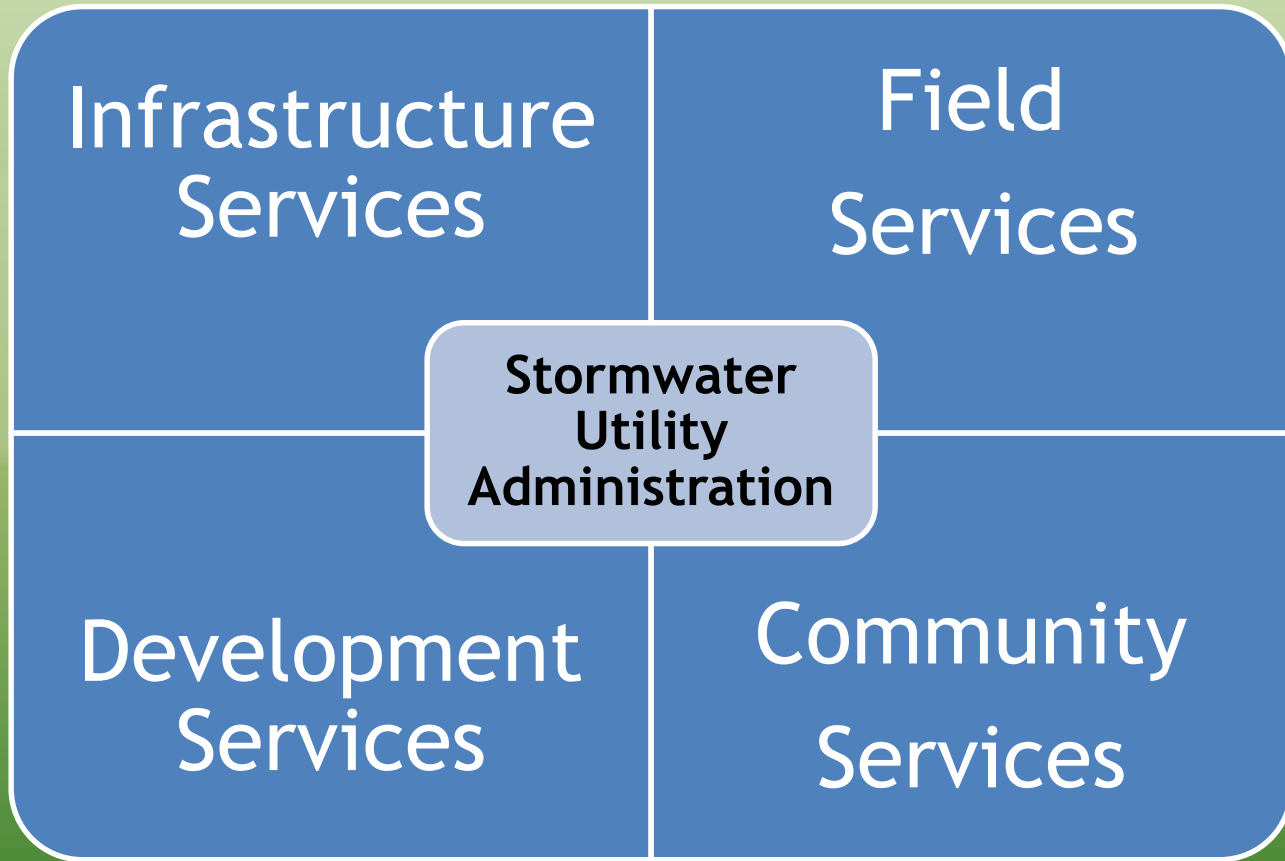 Infrastructure
Services
Field
Services
Stormwater
Utility
Administration
Development
Services
Community
Services